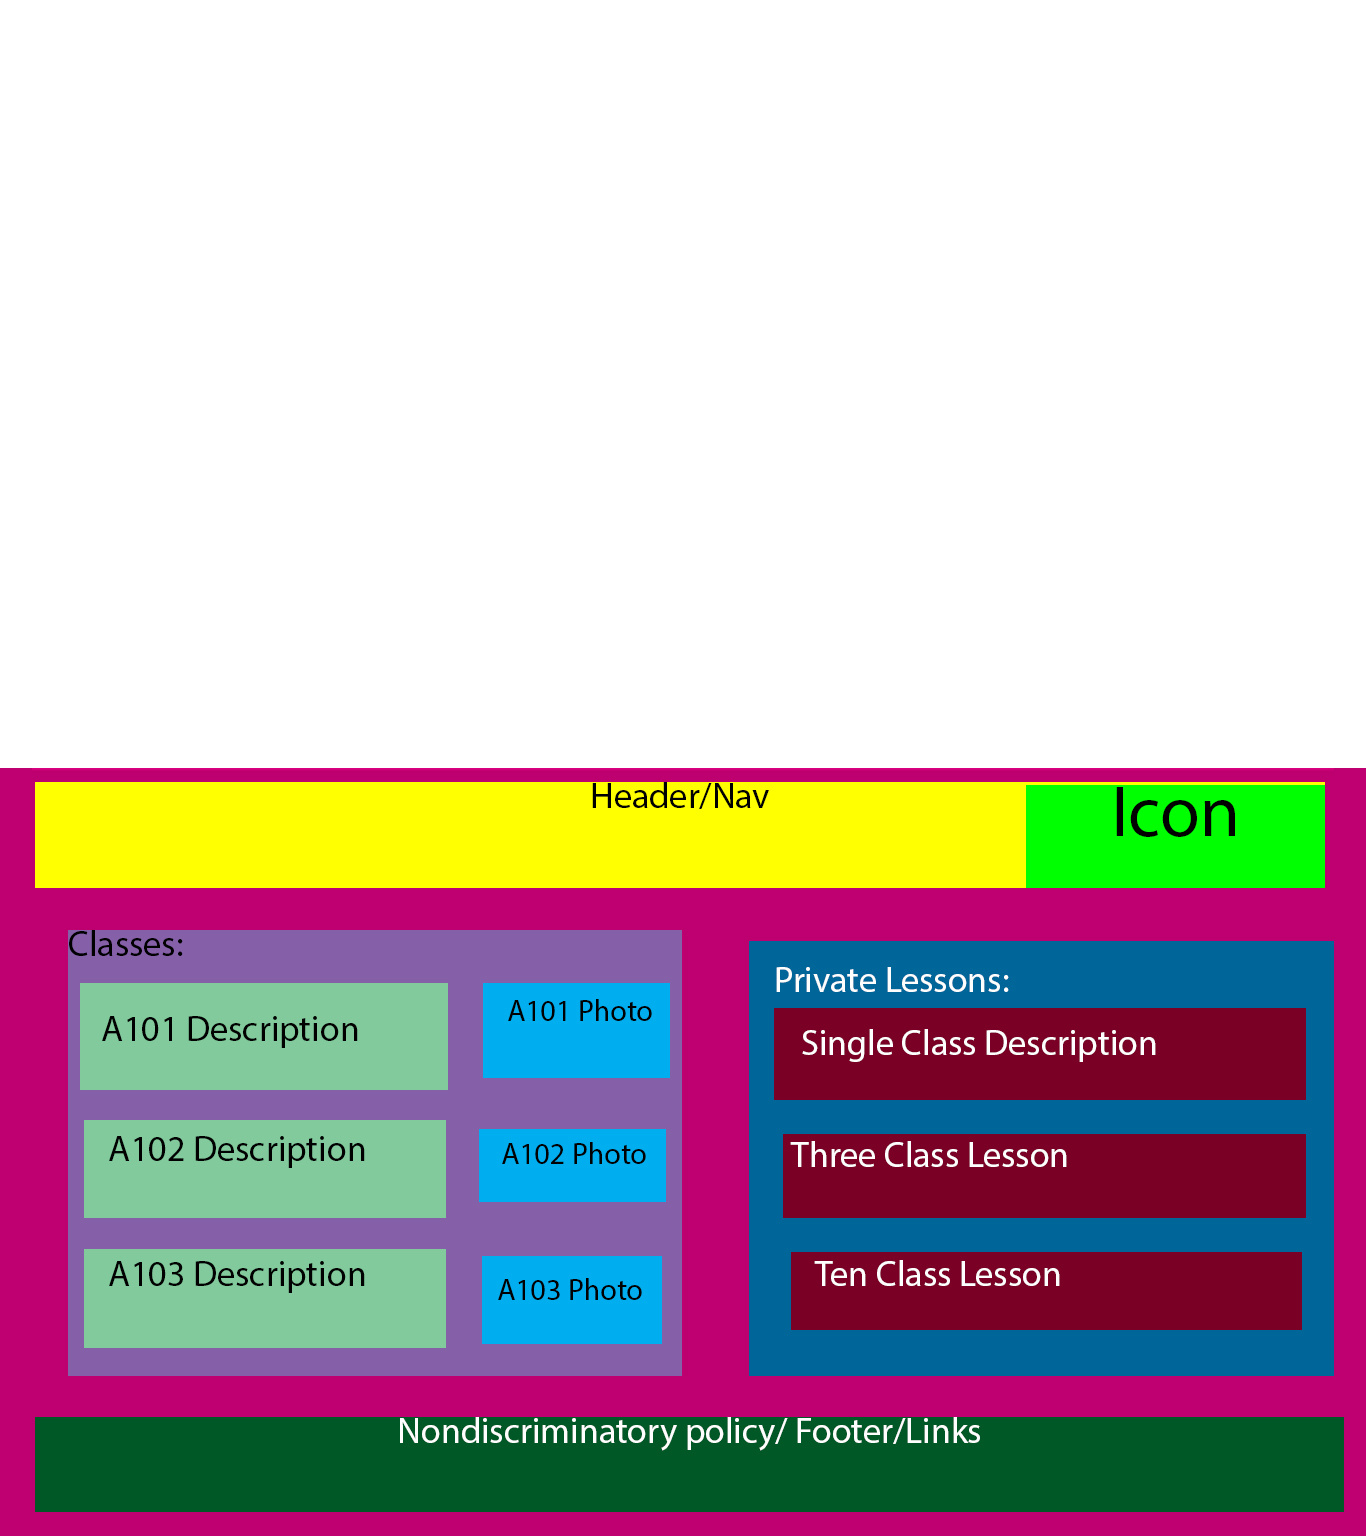 Header/Nav
Icon
Classes:
A101 Description
A101 Photo
A102 Description
A102 Photo
A103 Description
A103 Photo
Private Lessons:
Single Class Description
Three Class Lesson
Ten Class Lesson
Nondiscriminatory policy/ Footer/Links